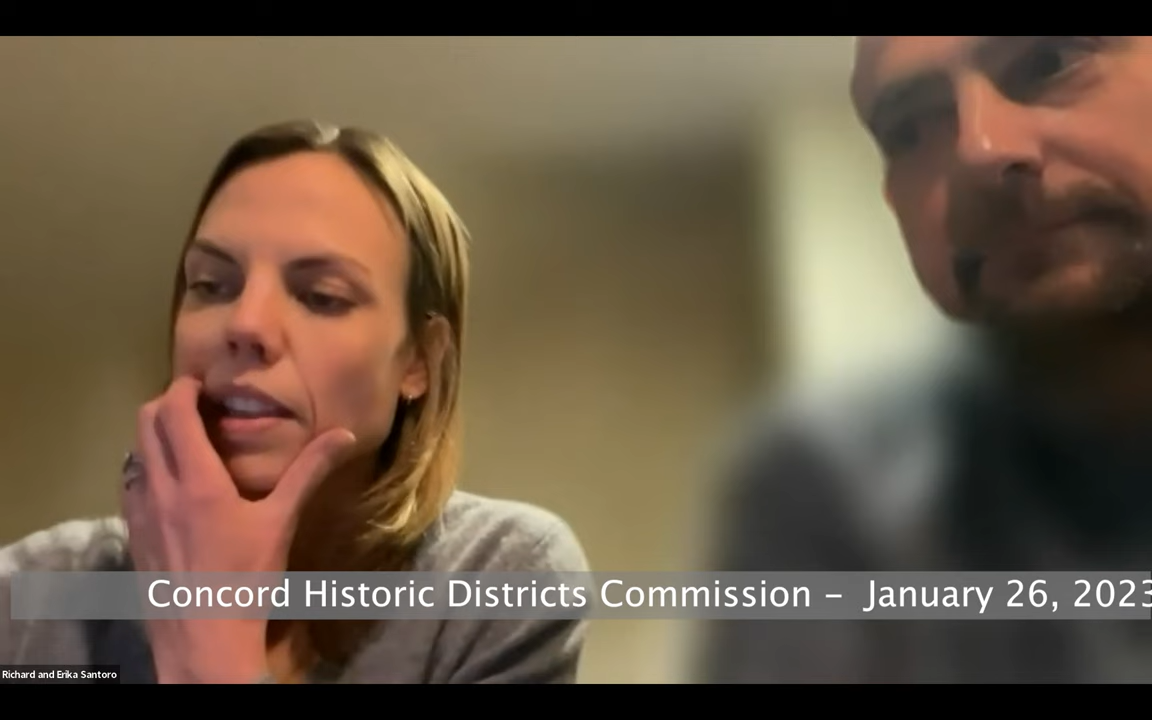 Concord Historic Districts Commission – January 26, 2023
Richard and Erika Santoro